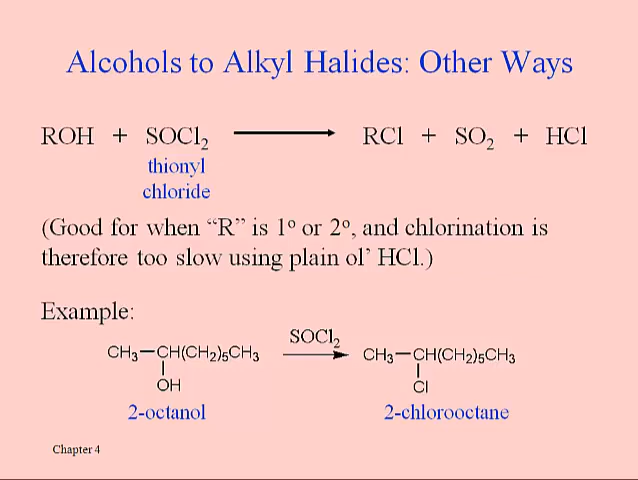 Alcohols to Alkyl Halides: Other Ways
ROH + SOCl₂ ⟶ RCl + SO₂ + HCl
thionyl
chloride
(Good for when “R” is 1º or 2º, and chlorination is
therefore too slow using plain ol’ HCl.)
Example:
SOCl₂
CH₃—CH(CH₂)₅CH₃ ⟶ CH₃—CH(CH₂)₅CH₃
OH Cl
2-octanol 2-chlorooctane
Chapter 4